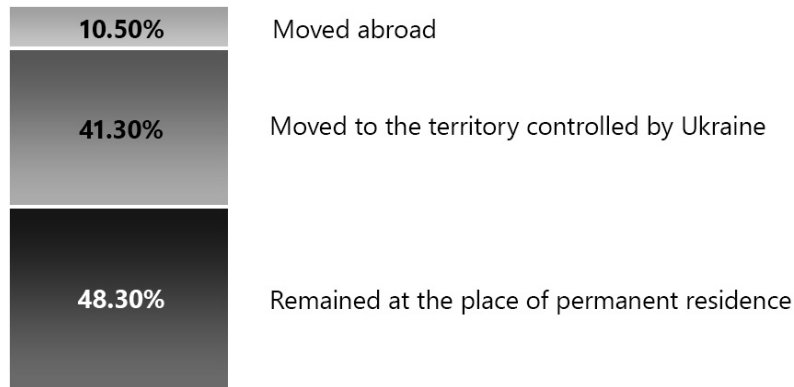 10.50% Moved abroad
41.30% Moved to the territory controlled by Ukraine
48.30% Remained at the place of permanent residence